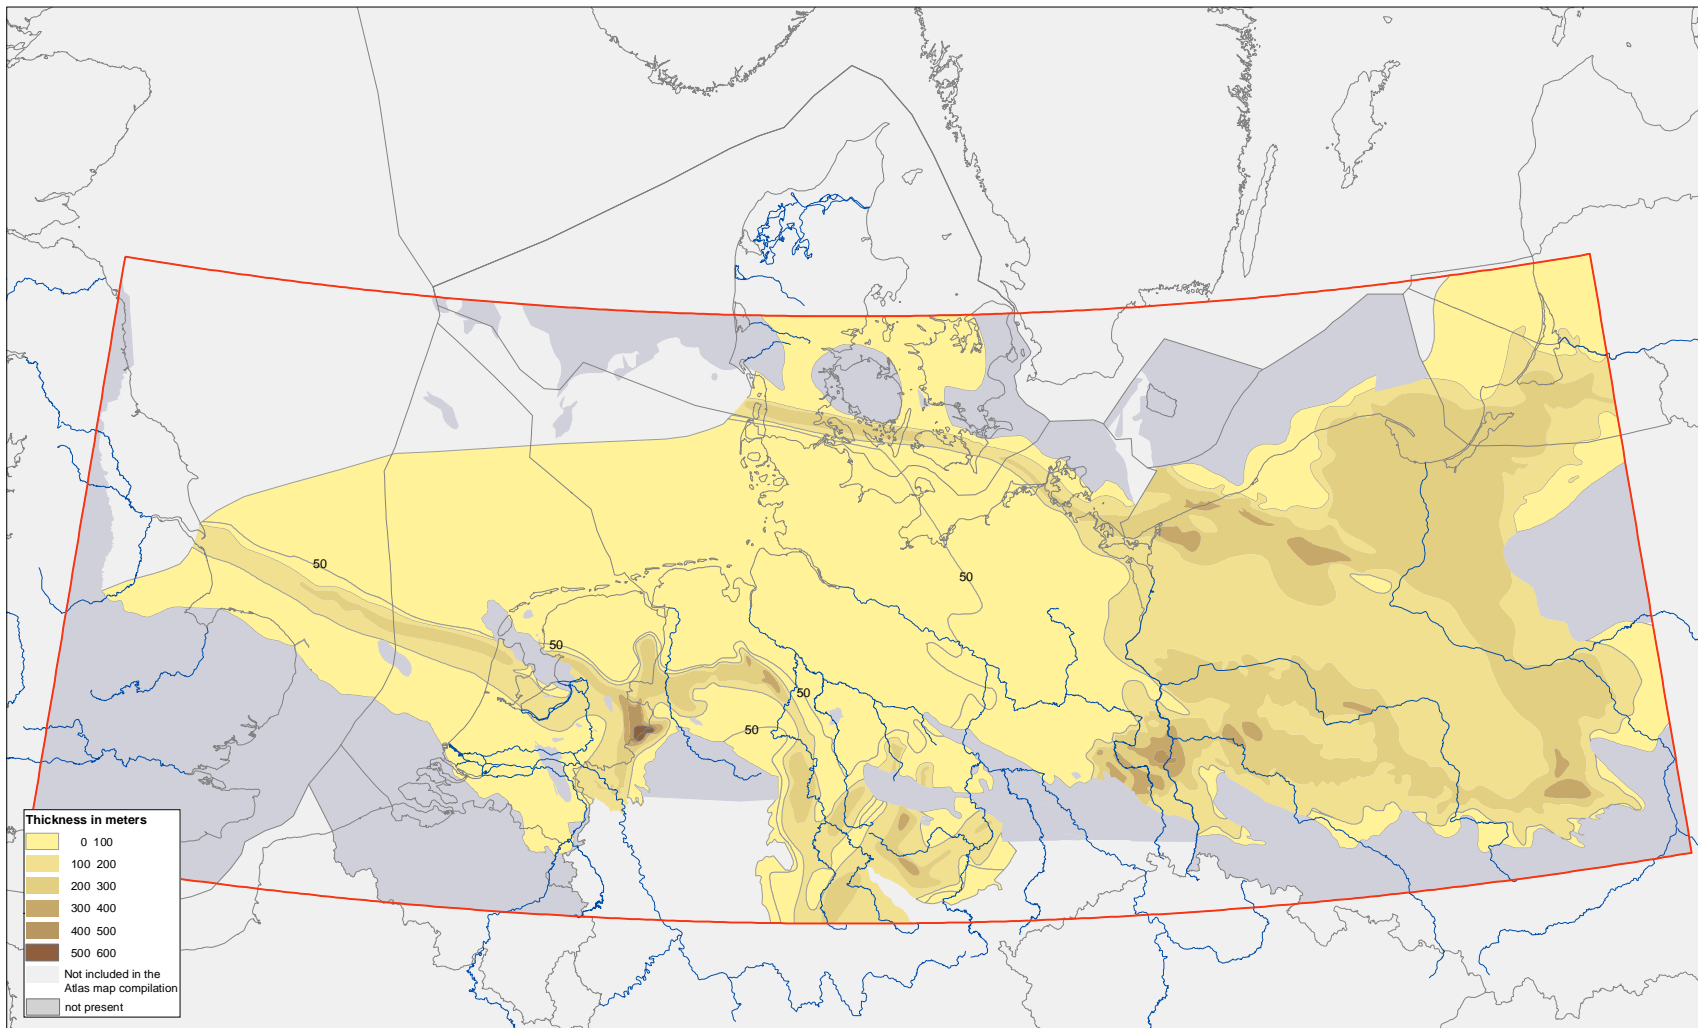 50
50
50
50
50
Thickness in meters
0 100
100 200
200 300
300 400
400 500
500 600
Not included in the
Atlas map compilation
not present